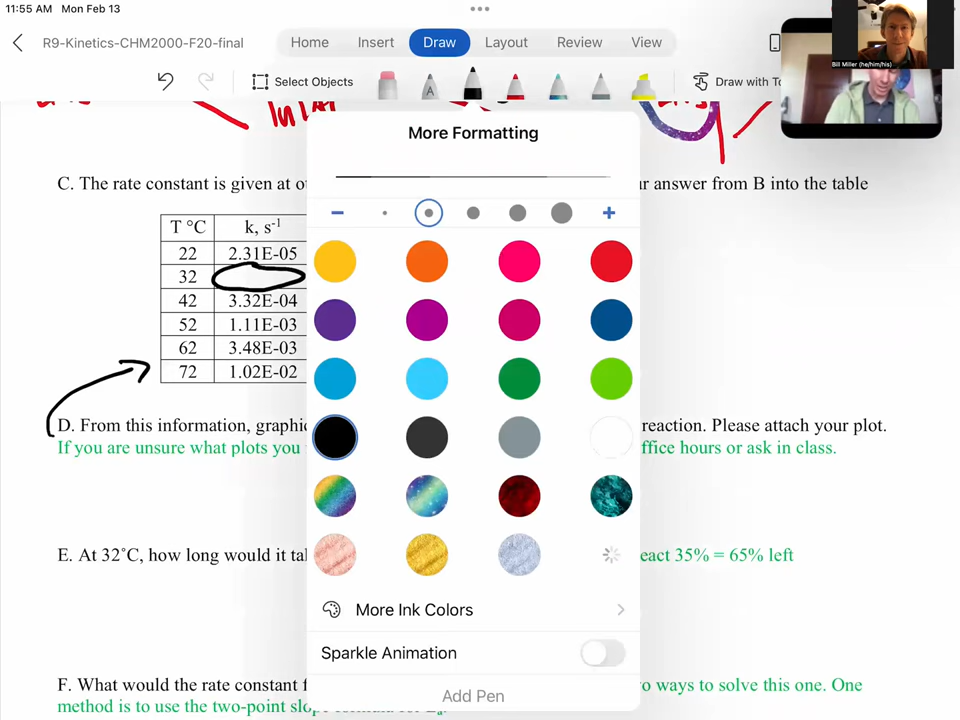 11:55 AM Mon Feb 13
R9-Kinetics-CHM2000-F20-final
Home Insert Draw Layout Review View
Select Objects
A
Draw with To
Bill Miller (he/him/his)
More Formatting
C. The rate constant is given at ot
r answer from B into the table
T °C k, s-1
22 2.31E-05
32
42 3.32E-04
52 1.11E-03
62 3.48E-03
72 1.02E-02
D. From this information, graphic
reaction. Please attach your plot.
If you are unsure what plots you
ffice hours or ask in class.
E. At 32˚C, how long would it tal
eact 35% = 65% left
More Ink Colors
Sparkle Animation
F. What would the rate constant f
o ways to solve this one. One
Add Pen
method is to use the two-point slope